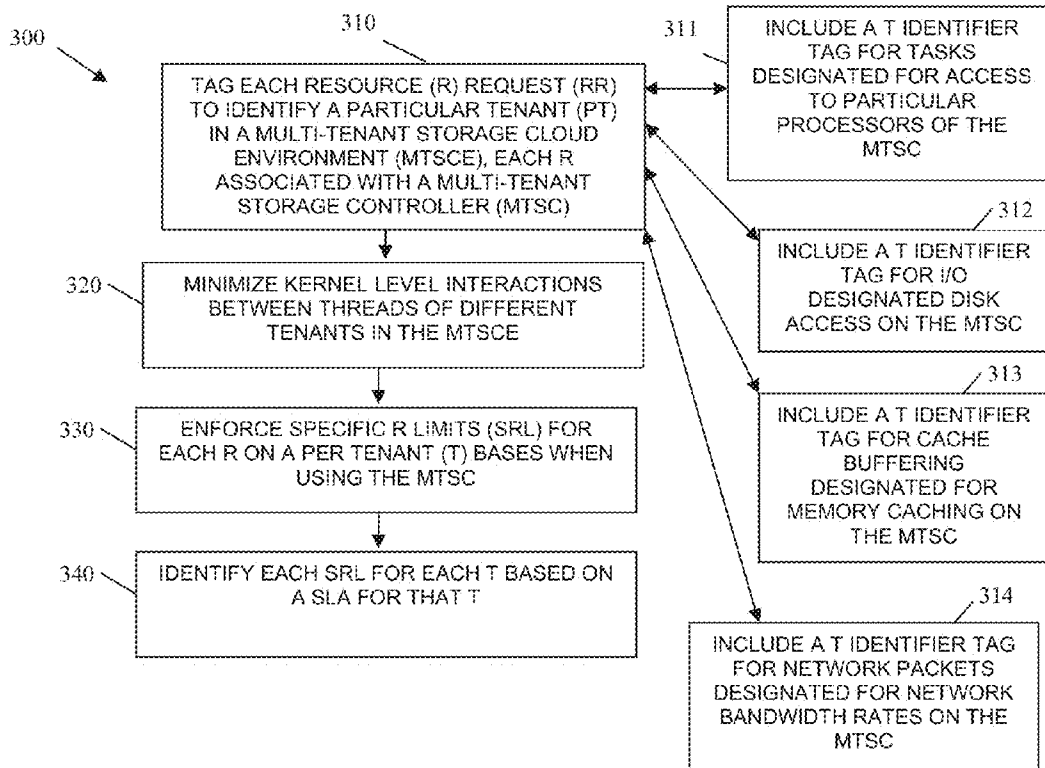 300
310
TAG EACH RESOURCE (R) REQUEST (RR)
TO IDENTIFY A PARTICULAR TENANT (PT)
IN A MULTI-TENANT STORAGE CLOUD
ENVIRONMENT (MTSCE), EACH R
ASSOCIATED WITH A MULTI-TENANT
STORAGE CONTROLLER (MTSC)
311
INCLUDE A T IDENTIFIER
TAG FOR TASKS
DESIGNATED FOR ACCESS
TO PARTICULAR
PROCESSORS OF THE
MTSC
312
INCLUDE A T IDENTIFIER
TAG FOR I/O
DESIGNATED DISK
ACCESS ON THE MTSC
313
INCLUDE A T IDENTIFIER
TAG FOR CACHE
BUFFERING
DESIGNATED FOR
MEMORY CACHING ON
THE MTSC
314
INCLUDE A T IDENTIFIER TAG
FOR NETWORK PACKETS
DESIGNATED FOR NETWORK
BANDWIDTH RATES ON THE
MTSC
320
MINIMIZE KERNEL LEVEL INTERACTIONS
BETWEEN THREADS OF DIFFERENT
TENANTS IN THE MTSCE
330
ENFORCE SPECIFIC R LIMITS (SRL) FOR
EACH R ON A PER TENANT (T) BASES WHEN
USING THE MTSC
340
IDENTIFY EACH SRL FOR EACH T BASED ON
A SLA FOR THAT T